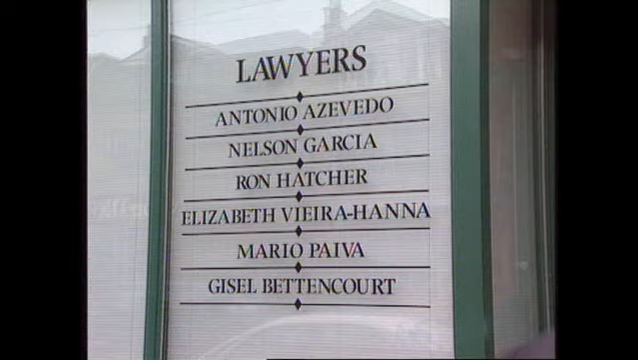 LAWYERS
ANTONIO AZEVEDO
NELSON GARCIA
RON HATCHER
ELIZABETH VIEIRA-HANNA
MARIO PAIVA
GISEL BETTENCOURT